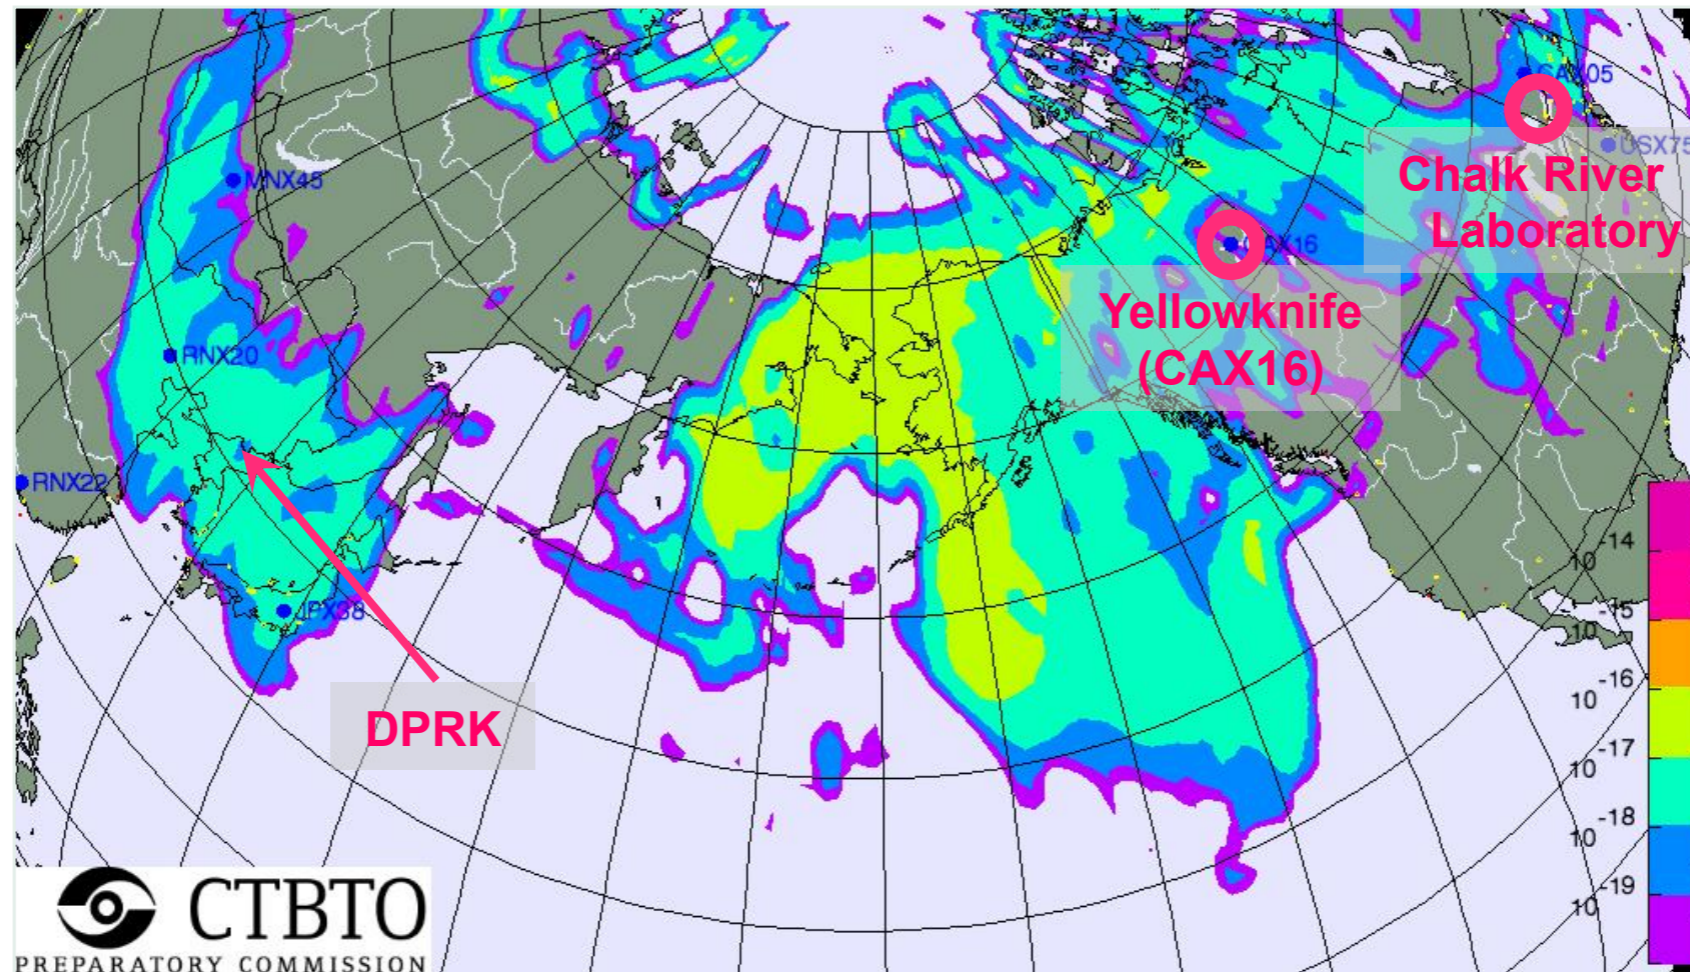 CAX05
USX75
MNX45
Chalk River
Laboratory
CAX16
Yellowknife
(CAX16)
RNX20
RNX22
JPX38
DPRK
10 -14
10 -15
10 -16
10 -17
10 -18
10 -19
CTBTO
PREPARATORY COMMISSION